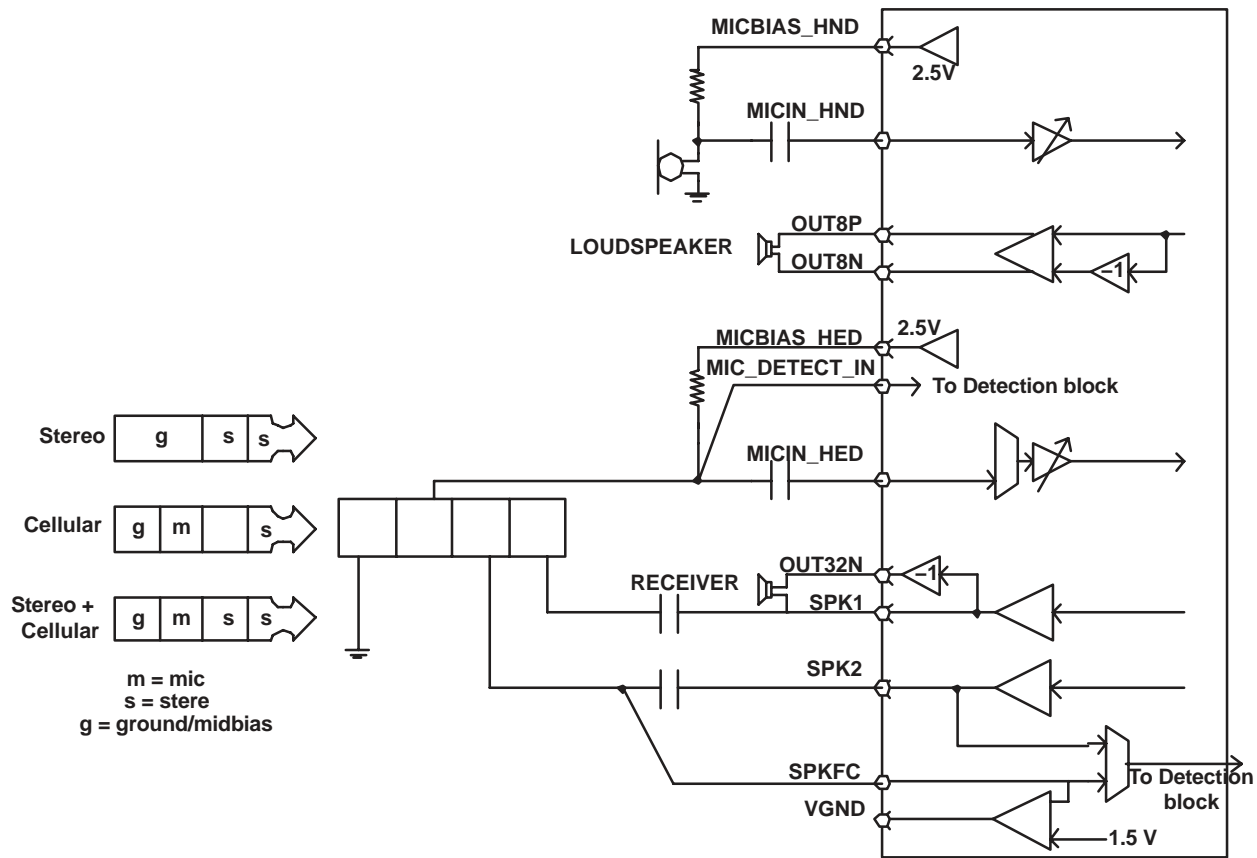 MICBIAS_HND
2.5V
MICIN_HND
LOUDSPEAKER
OUT8P
OUT8N
–1
MICBIAS_HED
2.5V
MIC_DETECT_IN
To Detection block
Stereo
g
s
s
MICIN_HED
Cellular
g
m
s
RECEIVER
OUT32N
–1
SPK1
Stereo +
Cellular
g
m
s
s
m = mic
s = stere
g = ground/midbias
SPK2
SPKFC
To Detection
block
VGND
1.5 V